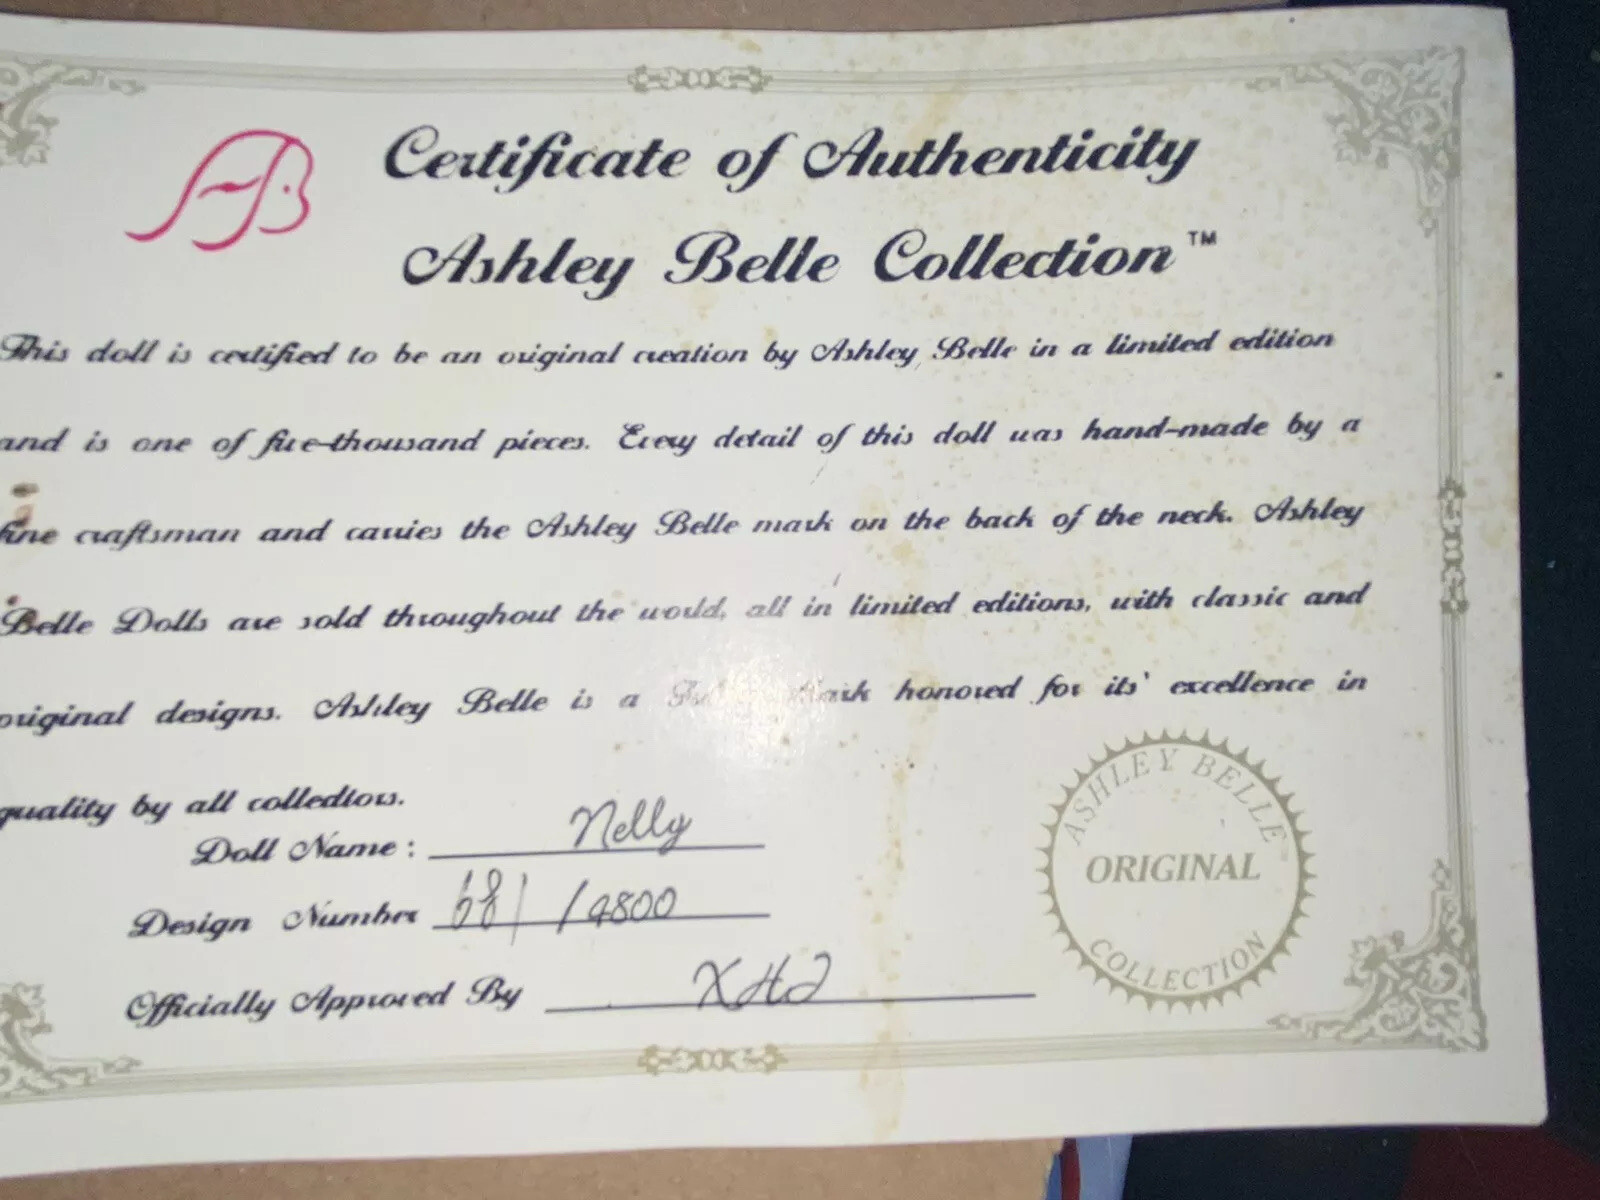 AB
Certificate of Authenticity
Ashley Belle Collection™
This doll is certified to be an original creation by Ashley Belle in a limited edition
and is one of five-thousand pieces. Every detail of this doll was hand-made by a
fine craftsman and carries the Ashley Belle mark on the back of the neck. Ashley
Belle Dolls are sold throughout the world, all in limited editions, with classic and
original designs. Ashley Belle is a honored for its' excellence in
quality by all collectors.
Doll Name: Nelly
Design Number 681 /4800
Officially Approved By
ASHLEY BELLE
ORIGINAL
COLLECTION